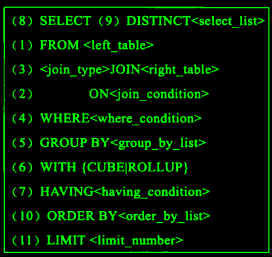 (8) SELECT (9) DISTINCT<select_list>
(1) FROM <left_table>
(3) <join_type>JOIN<right_table>
(2) ON<join_condition>
(4) WHERE<where_condition>
(5) GROUP BY<group_by_list>
(6) WITH {CUBE|ROLLUP}
(7) HAVING<having_condition>
(10) ORDER BY<order_by_list>
(11) LIMIT <limit_number>